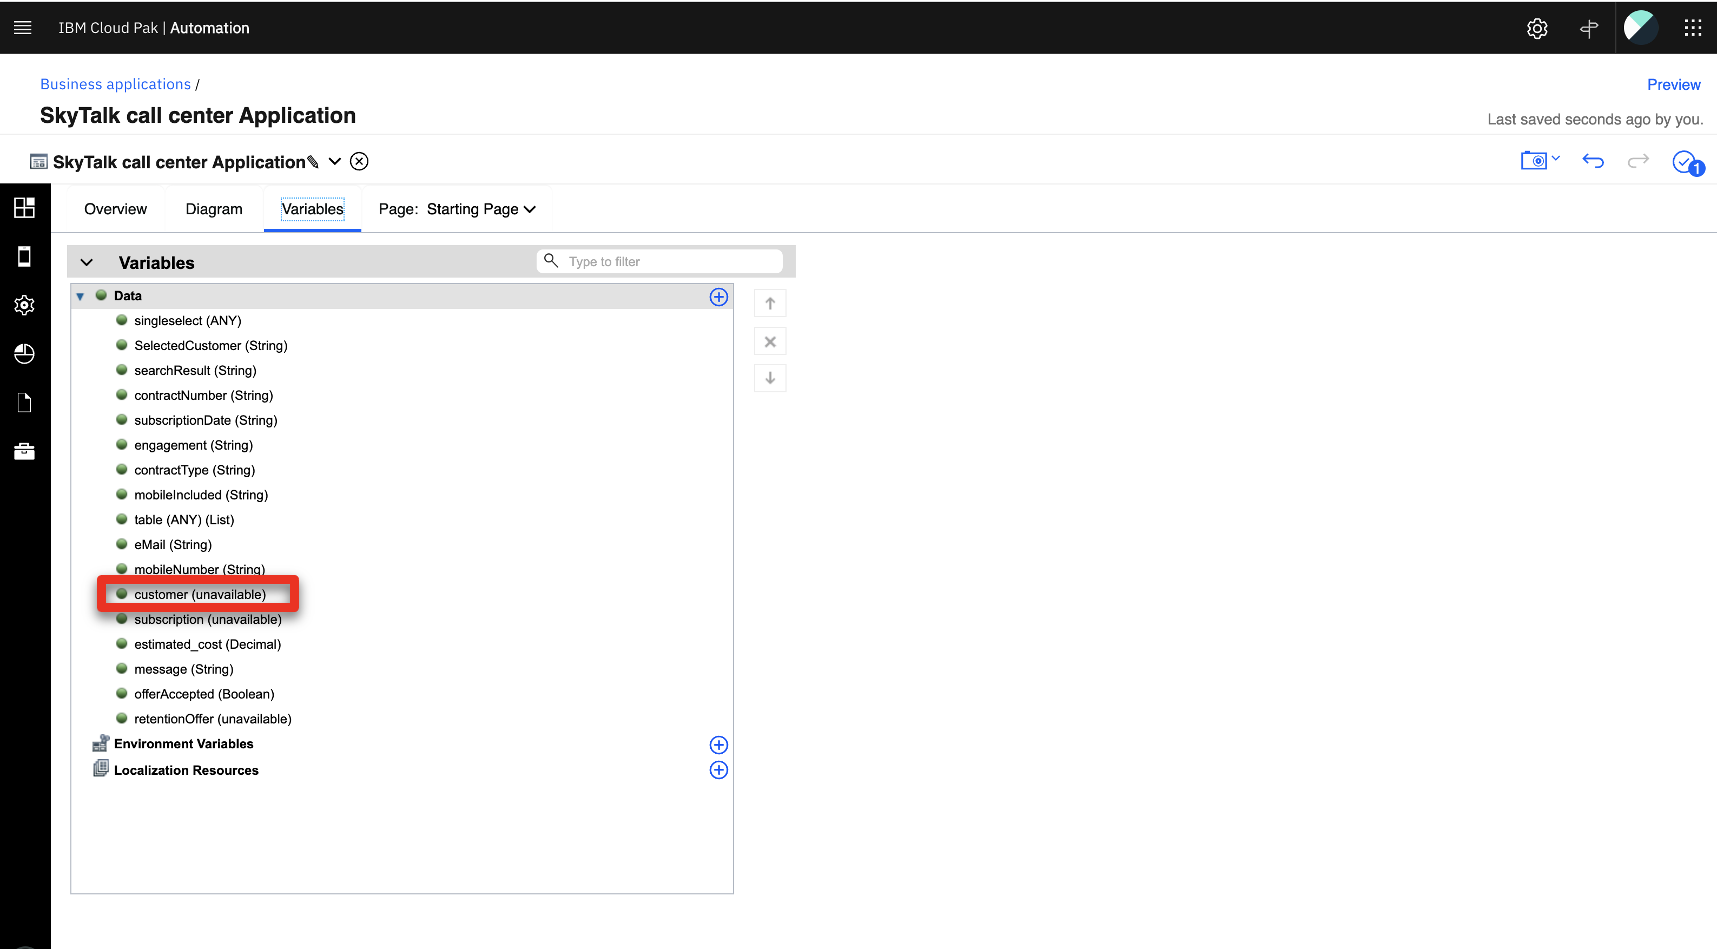 IBM Cloud Pak | Automation
Business applications /
Preview
SkyTalk call center Application
Last saved seconds ago by you.
SkyTalk call center Application
1
Overview
Diagram
Variables
Page: Starting Page
Variables
Type to filter
Data
singleselect (ANY)
SelectedCustomer (String)
searchResult (String)
contractNumber (String)
subscriptionDate (String)
engagement (String)
contractType (String)
mobileIncluded (String)
table (ANY) (List)
eMail (String)
mobileNumber (String)
customer (unavailable)
subscription (unavailable)
estimated_cost (Decimal)
message (String)
offerAccepted (Boolean)
retentionOffer (unavailable)
Environment Variables
Localization Resources